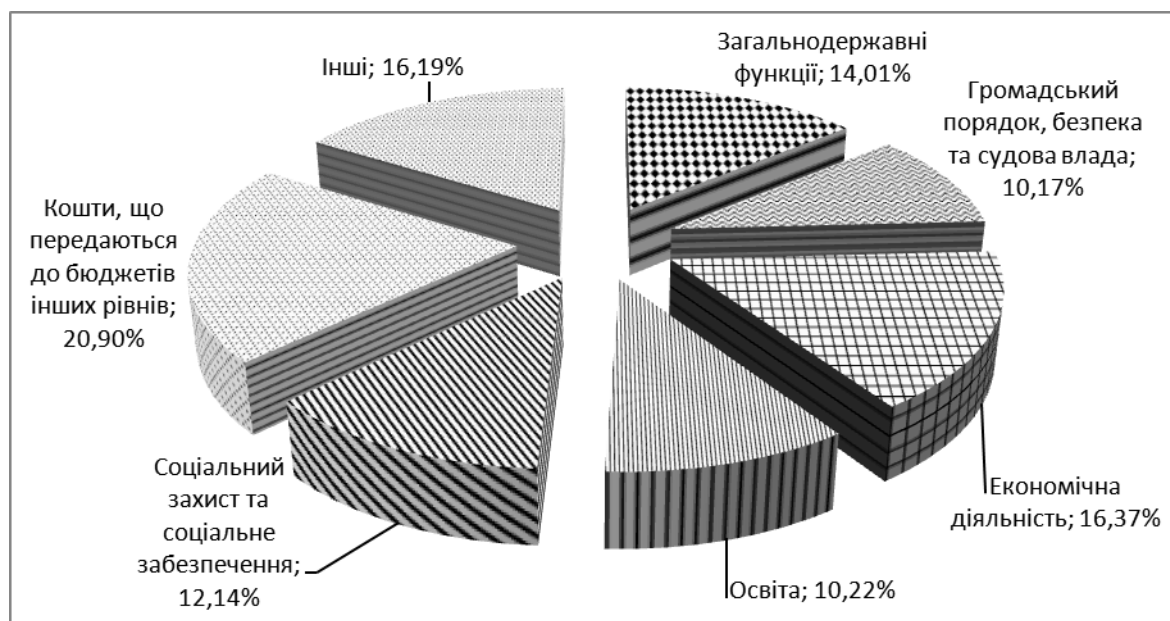 Загальнодержавні
функції; 14,01%
Громадський
порядок, безпека
та судова влада;
10,17%
Економічна
діяльність; 16,37%
Освіта; 10,22%
Соціальний
захист та
соціальне
забезпечення;
12,14%
Кошти, що
передаються
до бюджетів
інших рівнів;
20,90%
Інші; 16,19%